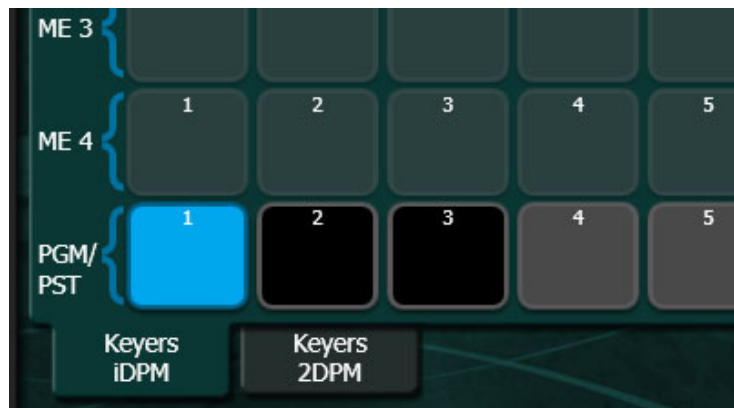 ME 3
1 2 3 4 5
ME 4
1 2 3 4 5
PGM/
PST
Keyers
iDPM
Keyers
2DPM